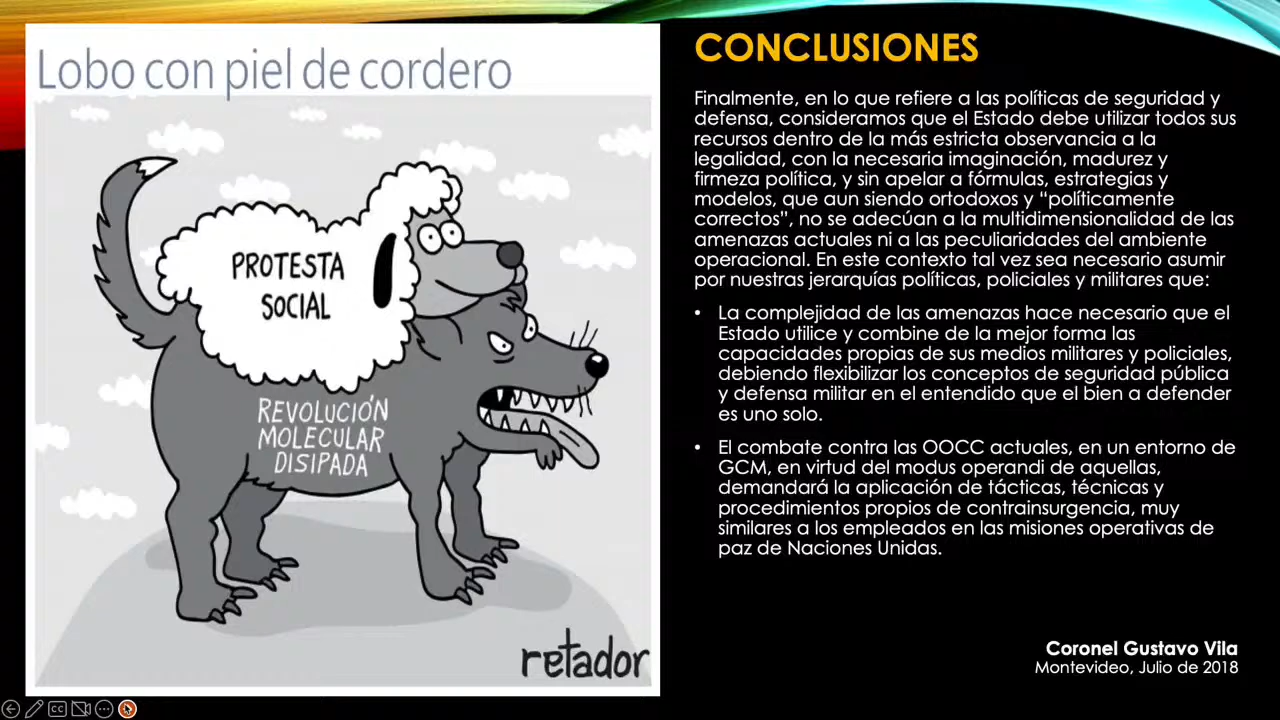 Lobo con piel de cordero
PROTESTA
SOCIAL
REVOLUCIÓN
MOLECULAR
DISIPADA
retador
CONCLUSIONES
Finalmente, en lo que refiere a las políticas de seguridad y
defensa, consideramos que el Estado debe utilizar todos sus
recursos dentro de la más estricta observancia a la
legalidad, con la necesaria imaginación, madurez y
firmeza política, y sin apelar a fórmulas, estrategias y
modelos, que aun siendo ortodoxos y “políticamente
correctos”, no se adecúan a la multidimensionalidad de las
amenazas actuales ni a las peculiaridades del ambiente
operacional. En este contexto tal vez sea necesario asumir
por nuestras jerarquías políticas, policiales y militares que:
• La complejidad de las amenazas hace necesario que el
Estado utilice y combine de la mejor forma las
capacidades propias de sus medios militares y policiales,
debiendo flexibilizar los conceptos de seguridad pública
y defensa militar en el entendido que el bien a defender
es uno solo.
• El combate contra las OOCC actuales, en un entorno de
GCM, en virtud del modus operandi de aquellas,
demandará la aplicación de tácticas, técnicas y
procedimientos propios de contrainsurgencia, muy
similares a los empleados en las misiones operativas de
paz de Naciones Unidas.
Coronel Gustavo Vila
Montevideo, Julio de 2018
CC